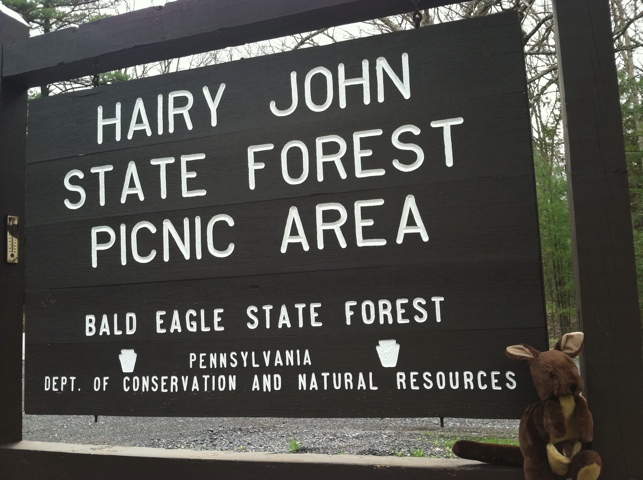 HAIRY JOHN
STATE FOREST
PICNIC AREA
BALD EAGLE STATE FOREST
PENNSYLVANIA
DEPT. OF CONSERVATION AND NATURAL RESOURCES